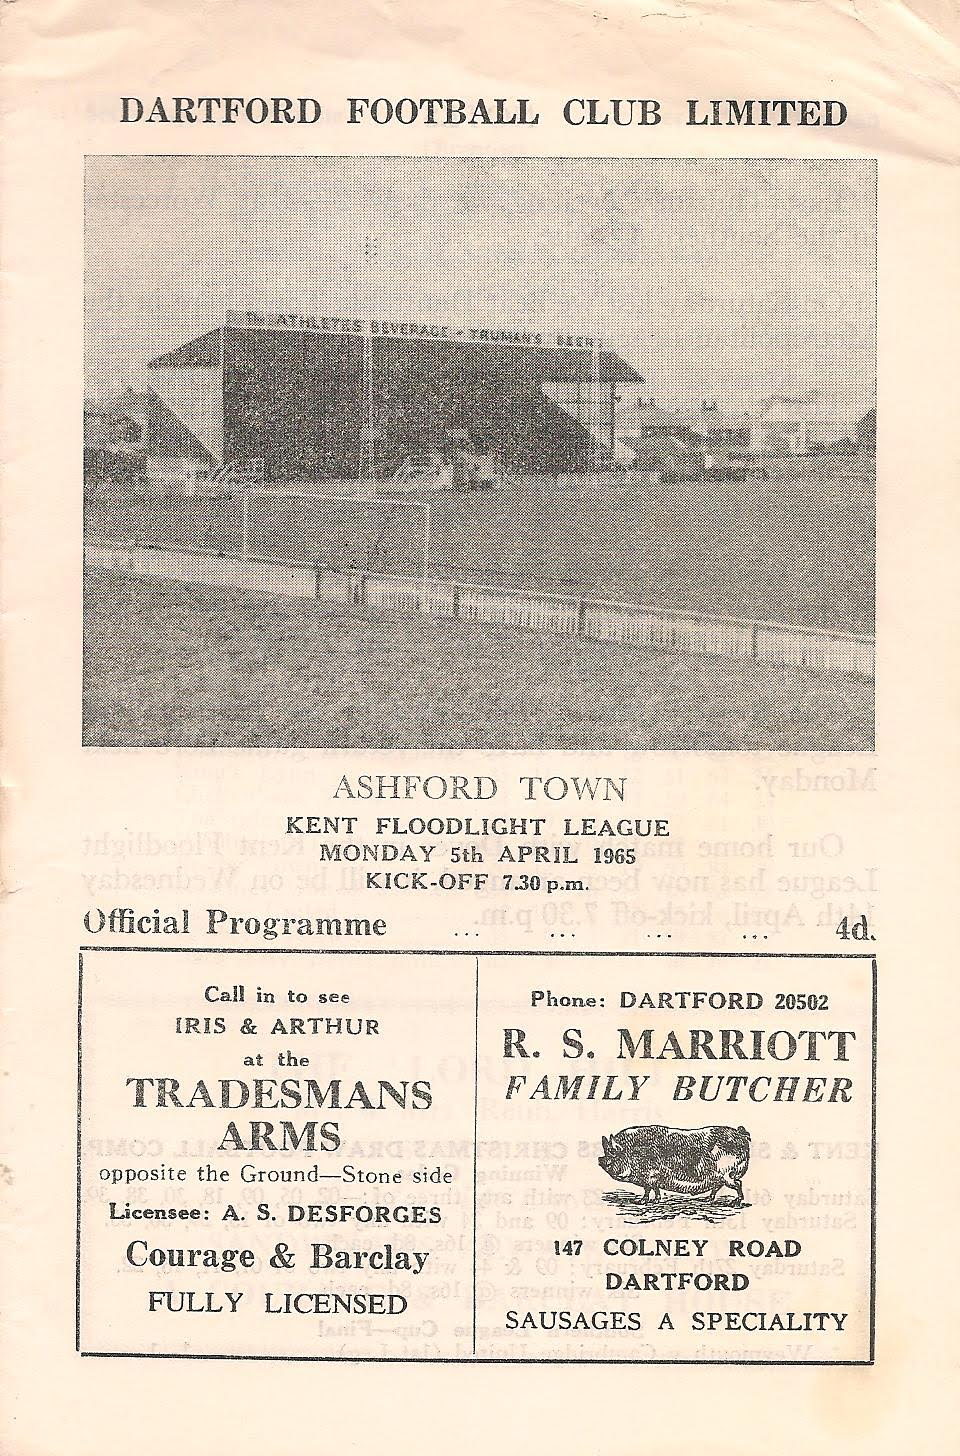 DARTFORD FOOTBALL CLUB LIMITED
The ATHLETES BEVERAGE - TRUMAN'S BEER
ASHFORD TOWN
KENT FLOODLIGHT LEAGUE
MONDAY 5th APRIL 1965
KICK-OFF 7.30 p.m.
Official Programme ... ... ... ... 4d.
Call in to see
IRIS & ARTHUR
at the
TRADESMANS
ARMS
opposite the Ground—Stone side
Licensee: A. S. DESFORGES
Courage & Barclay
FULLY LICENSED
Phone: DARTFORD 20502
R. S. MARRIOTT
FAMILY BUTCHER
147 COLNEY ROAD
DARTFORD
SAUSAGES A SPECIALITY